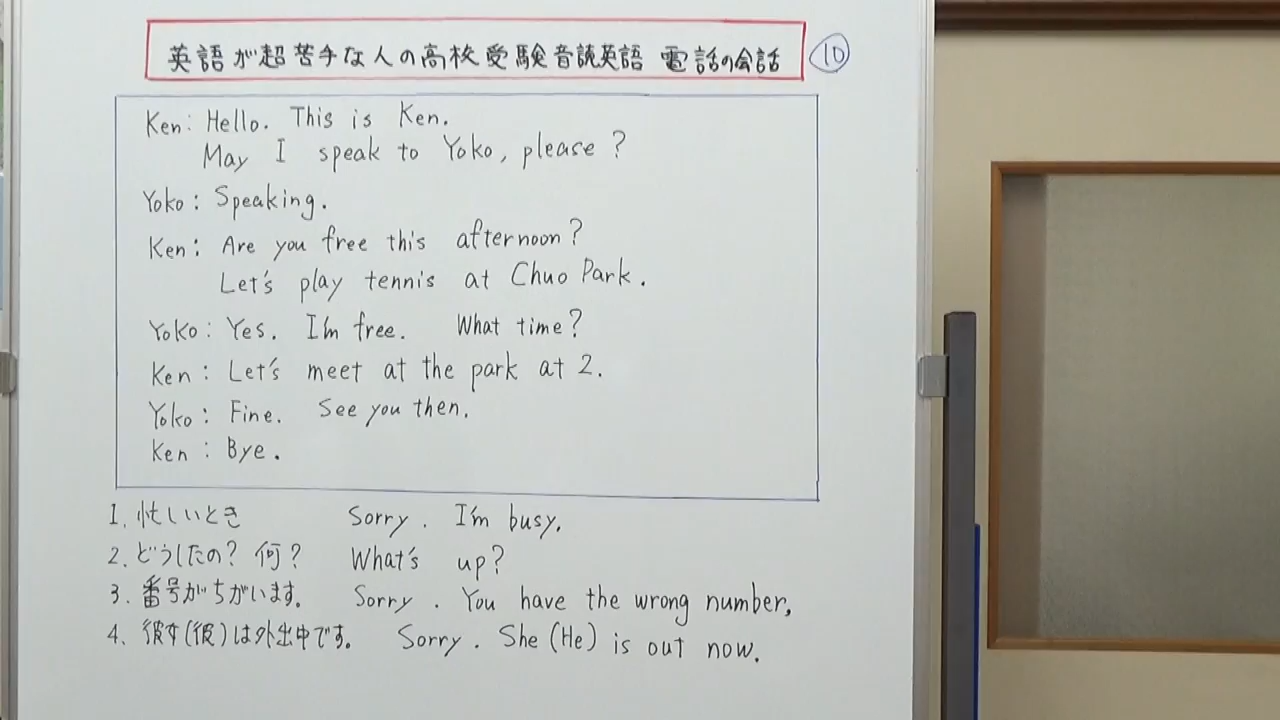 英語が超苦手な人の高校受験音読英語 電話の会話 ⑩
Ken: Hello. This is Ken.
May I speak to Yoko, please?
Yoko: Speaking.
Ken: Are you free this afternoon?
Let's play tennis at Chuo Park.
Yoko: Yes. I'm free. What time?
Ken: Let's meet at the park at 2.
Yoko: Fine. See you then.
Ken: Bye.
1. 忙しいとき Sorry. I'm busy.
2. どうしたの? 何? What's up?
3. 番号がちがいます。 Sorry. You have the wrong number.
4. 彼女(彼)は外出中です。 Sorry. She (He) is out now.